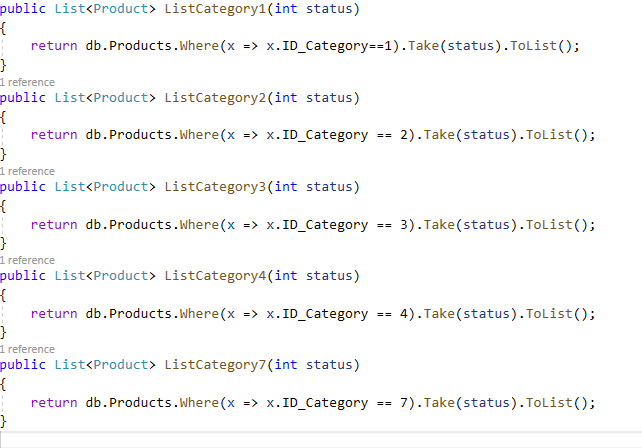 public List<Product> ListCategory1(int status)
{
return db.Products.Where(x => x.ID_Category==1).Take(status).ToList();
}
1 reference
public List<Product> ListCategory2(int status)
{
return db.Products.Where(x => x.ID_Category == 2).Take(status).ToList();
}
1 reference
public List<Product> ListCategory3(int status)
{
return db.Products.Where(x => x.ID_Category == 3).Take(status).ToList();
}
1 reference
public List<Product> ListCategory4(int status)
{
return db.Products.Where(x => x.ID_Category == 4).Take(status).ToList();
}
1 reference
public List<Product> ListCategory7(int status)
{
return db.Products.Where(x => x.ID_Category == 7).Take(status).ToList();
}